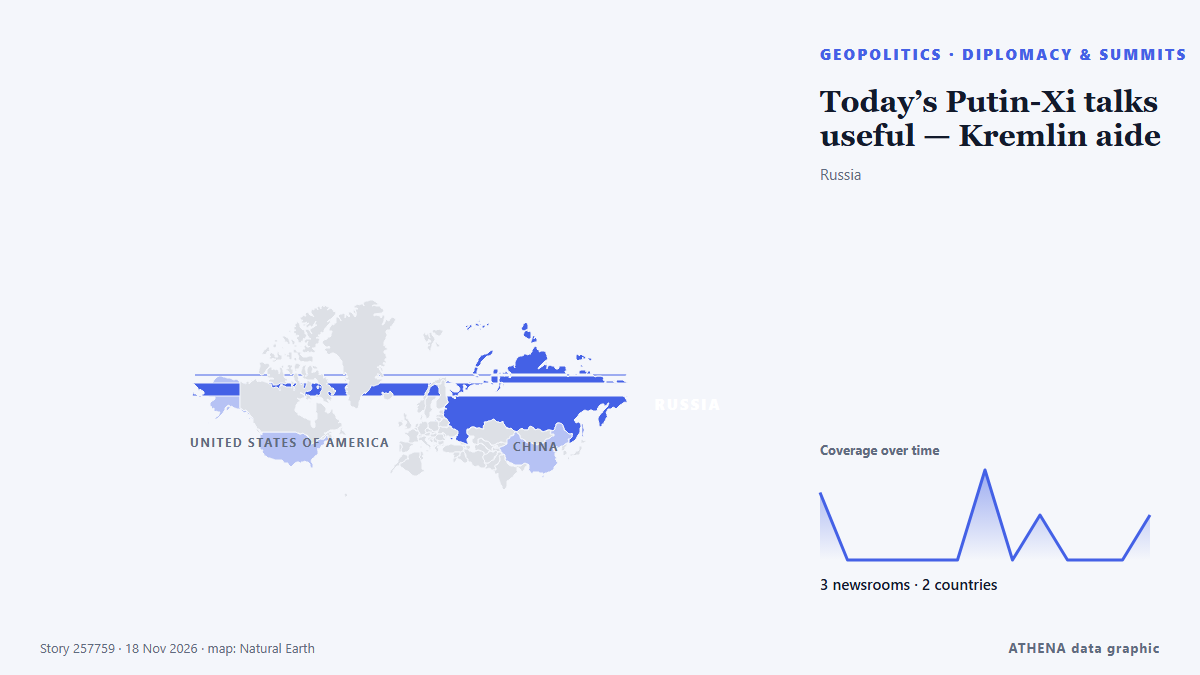 GEOPOLITICS · DIPLOMACY & SUMMITS
Today’s Putin-Xi talks
useful — Kremlin aide
Russia
RUSSIA
UNITED STATES OF AMERICA
CHINA
Coverage over time
3 newsrooms · 2 countries
Story 257759 · 18 Nov 2026 · map: Natural Earth
ATHENA data graphic